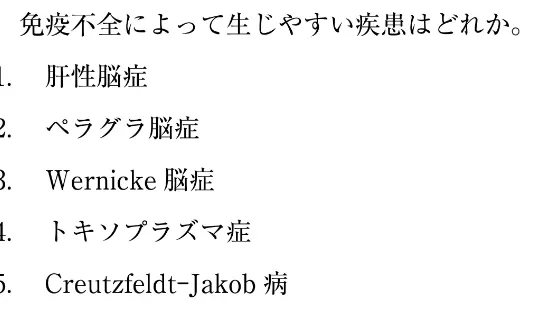 免疫不全によって生じやすい疾患はどれか。
1. 肝性脳症
2. ペラグラ脳症
3. Wernicke 脳症
4. トキソプラズマ症
5. Creutzfeldt-Jakob 病